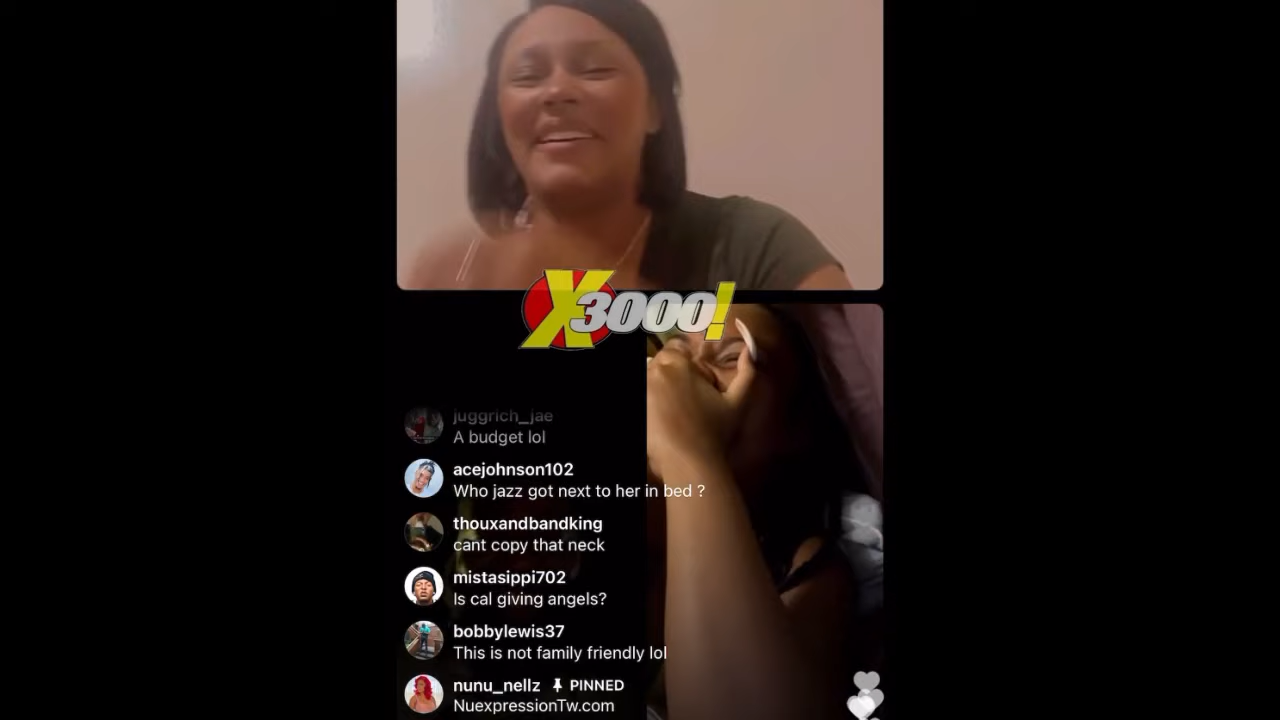 X3000!
juggrich_jae
A budget lol
acejohnson102
Who jazz got next to her in bed ?
thouxandbandking
cant copy that neck
mistasippi702
Is cal giving angels?
bobbylewis37
This is not family friendly lol
nunu_nellz PINNED
NuexpressionTw.com